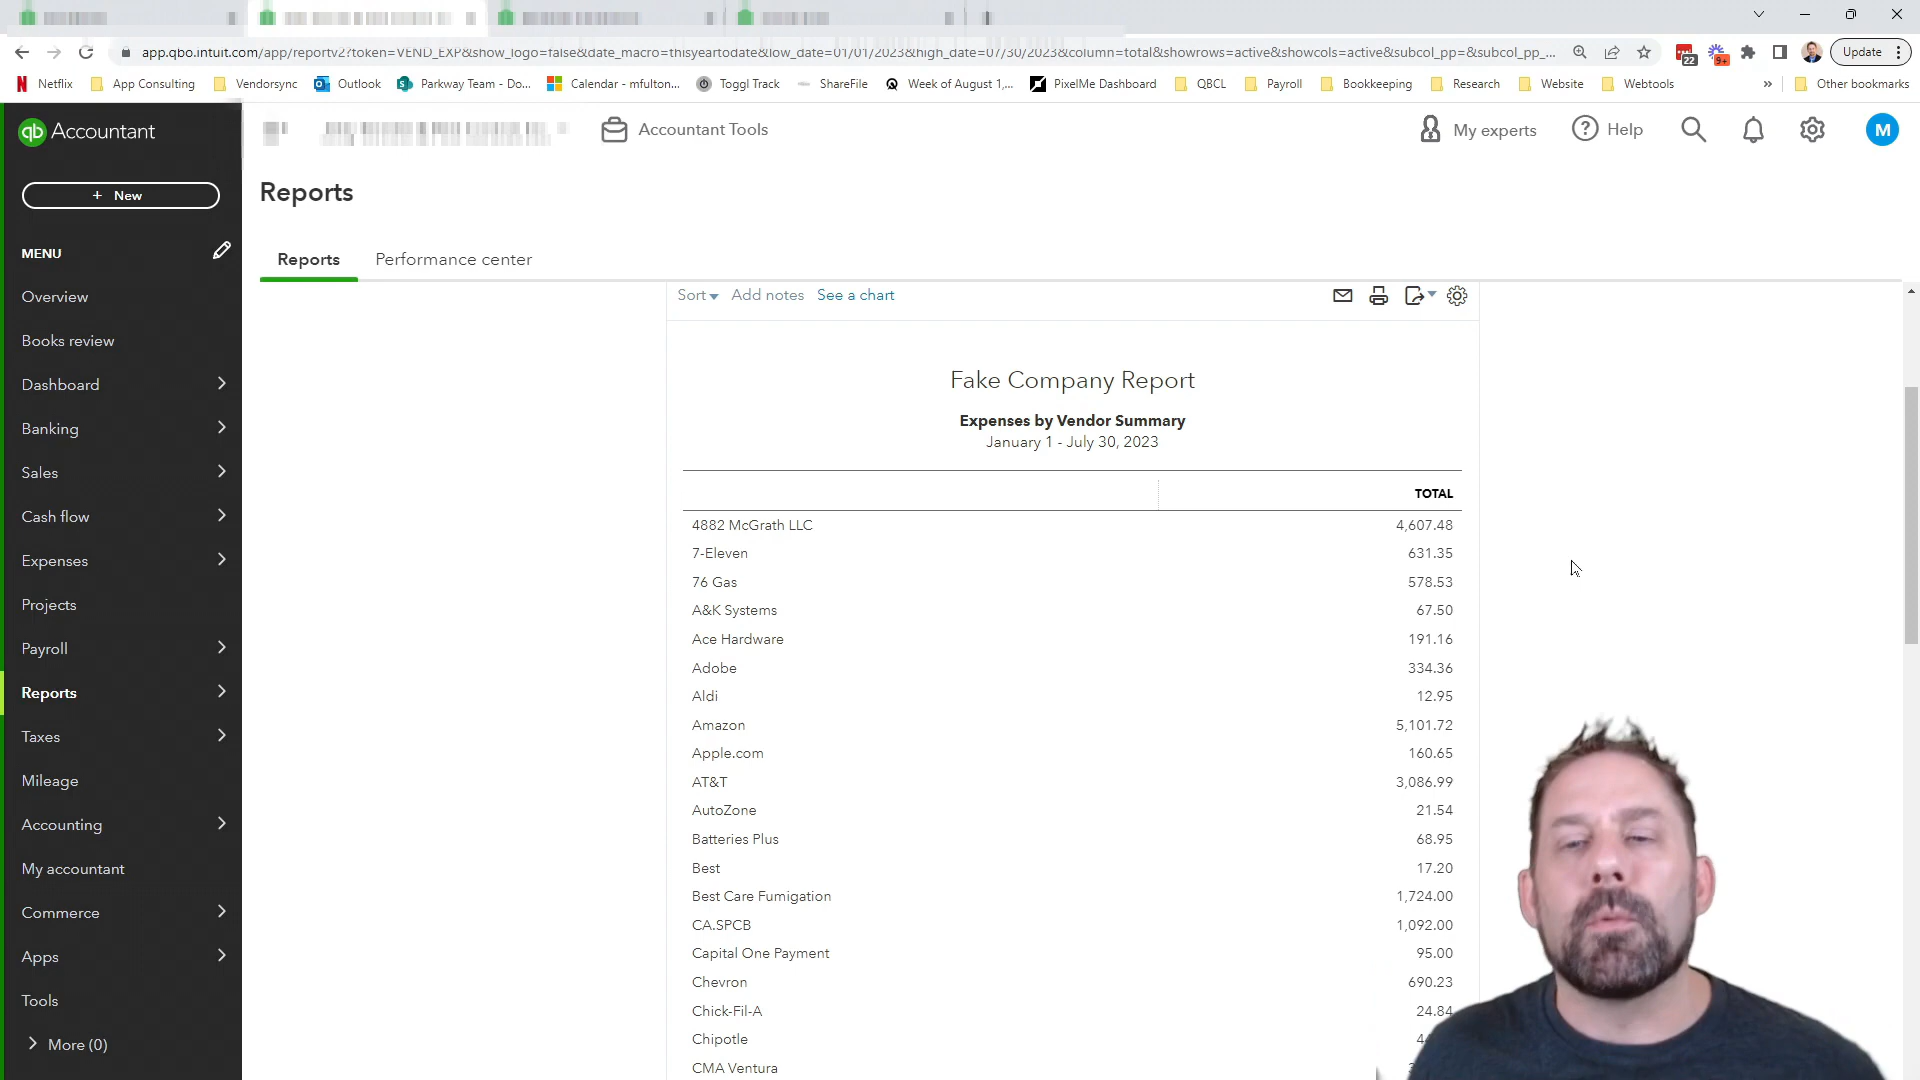 app.qbo.intuit.com/app/reportv2?token=VEND_EXP&show_logo=false&date_macro=thisyeartodate&low_date=01/01/2023&high_date=07/30/2023&column=total&showrows=active&showcols=active&subcol_pp=&subcol_pp_...
22
9+
Update
Netflix
App Consulting
Vendorsync
Outlook
Parkway Team - Do...
Calendar - mfulton...
Toggl Track
ShareFile
Week of August 1,...
PixelMe Dashboard
QBCL
Payroll
Bookkeeping
Research
Website
Webtools
»
Other bookmarks
qb Accountant
Accountant Tools
My experts
Help
M
+ New
MENU
Overview
Books review
Dashboard
Banking
Sales
Cash flow
Expenses
Projects
Payroll
Reports
Taxes
Mileage
Accounting
My accountant
Commerce
Apps
Tools
More (0)
Reports
Reports
Performance center
Sort
Add notes
See a chart
Fake Company Report
Expenses by Vendor Summary
January 1 - July 30, 2023
TOTAL
4882 McGrath LLC 4,607.48
7-Eleven 631.35
76 Gas 578.53
A&K Systems 67.50
Ace Hardware 191.16
Adobe 334.36
Aldi 12.95
Amazon 5,101.72
Apple.com 160.65
AT&T 3,086.99
AutoZone 21.54
Batteries Plus 68.95
Best 17.20
Best Care Fumigation 1,724.00
CA.SPCB 1,092.00
Capital One Payment 95.00
Chevron 690.23
Chick-Fil-A 24.84
Chipotle
CMA Ventura